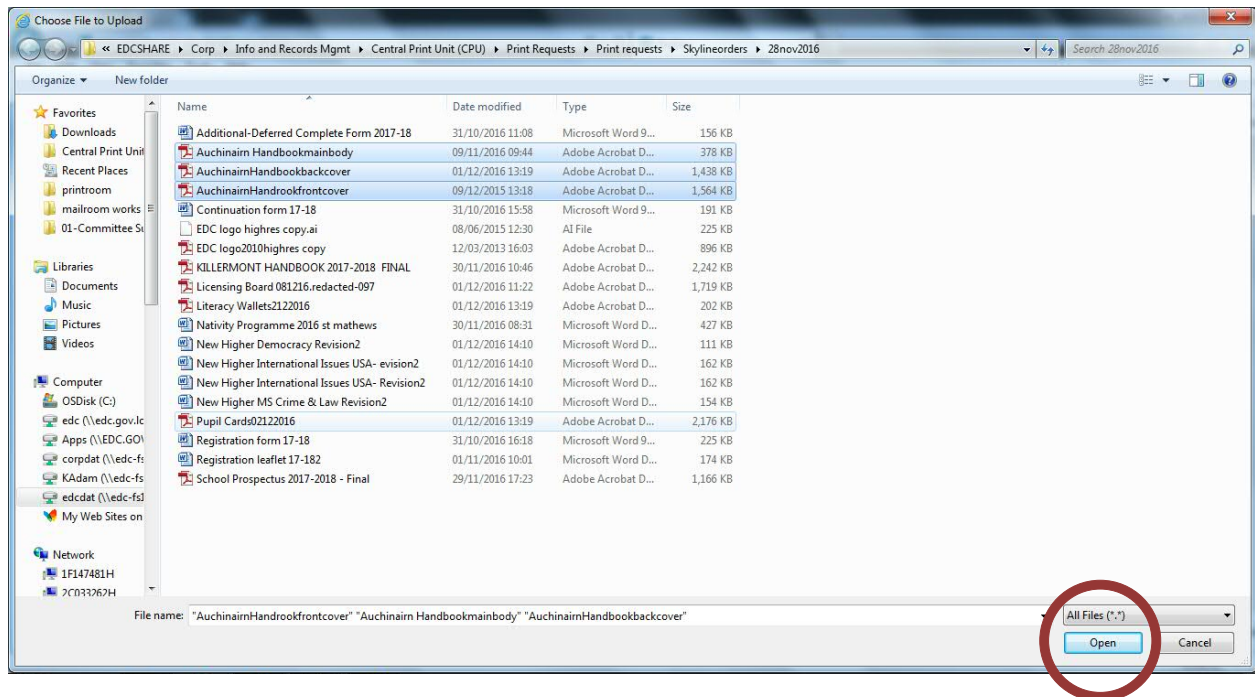 Choose File to Upload
« EDCSHARE ▸ Corp ▸ Info and Records Mgmt ▸ Central Print Unit (CPU) ▸ Print Requests ▸ Print requests ▸ Skylineorders ▸ 28nov2016
Search 28nov2016
Organize ▾ New folder
Name Date modified Type Size
Favorites
Downloads
Central Print Unit
Recent Places
printroom
mailroom works
01-Committee Su
Libraries
Documents
Music
Pictures
Videos
Computer
OSDisk (C:)
edc (\\edc.gov.lc
Apps (\\EDC.GOV
corpdat (\\edc-fs
KAdam (\\edc-fs
edcdat (\\edc-fs1
My Web Sites on
Network
1F147481H
2C033262H
Additional-Deferred Complete Form 2017-18 31/10/2016 11:08 Microsoft Word 9... 156 KB
Auchinairn Handbookmainbody 09/11/2016 09:44 Adobe Acrobat D... 378 KB
AuchinairnHandbookbackcover 01/12/2016 13:19 Adobe Acrobat D... 1,438 KB
AuchinairnHandrookfrontcover 09/12/2015 13:18 Adobe Acrobat D... 1,564 KB
Continuation form 17-18 31/10/2016 15:58 Microsoft Word 9... 191 KB
EDC logo highres copy.ai 08/06/2015 12:30 AI File 225 KB
EDC logo2010highres copy 12/03/2013 16:03 Adobe Acrobat D... 896 KB
KILLERMONT HANDBOOK 2017-2018 FINAL 30/11/2016 10:46 Adobe Acrobat D... 2,242 KB
Licensing Board 081216.redacted-097 01/12/2016 11:22 Adobe Acrobat D... 1,719 KB
Literacy Wallets2122016 01/12/2016 13:19 Adobe Acrobat D... 202 KB
Nativity Programme 2016 st mathews 30/11/2016 08:31 Microsoft Word D... 427 KB
New Higher Democracy Revision2 01/12/2016 14:10 Microsoft Word D... 111 KB
New Higher International Issues USA- evision2 01/12/2016 14:10 Microsoft Word D... 162 KB
New Higher International Issues USA- Revision2 01/12/2016 14:10 Microsoft Word D... 162 KB
New Higher MS Crime & Law Revision2 01/12/2016 14:10 Microsoft Word D... 154 KB
Pupil Cards02122016 01/12/2016 13:19 Adobe Acrobat D... 2,176 KB
Registration form 17-18 31/10/2016 16:18 Microsoft Word 9... 225 KB
Registration leaflet 17-182 01/11/2016 10:01 Microsoft Word D... 174 KB
School Prospectus 2017-2018 - Final 29/11/2016 17:23 Adobe Acrobat D... 1,166 KB
File name: "AuchinairnHandrookfrontcover" "Auchinairn Handbookmainbody" "AuchinairnHandbookbackcover"
All Files (*.*)
Open Cancel